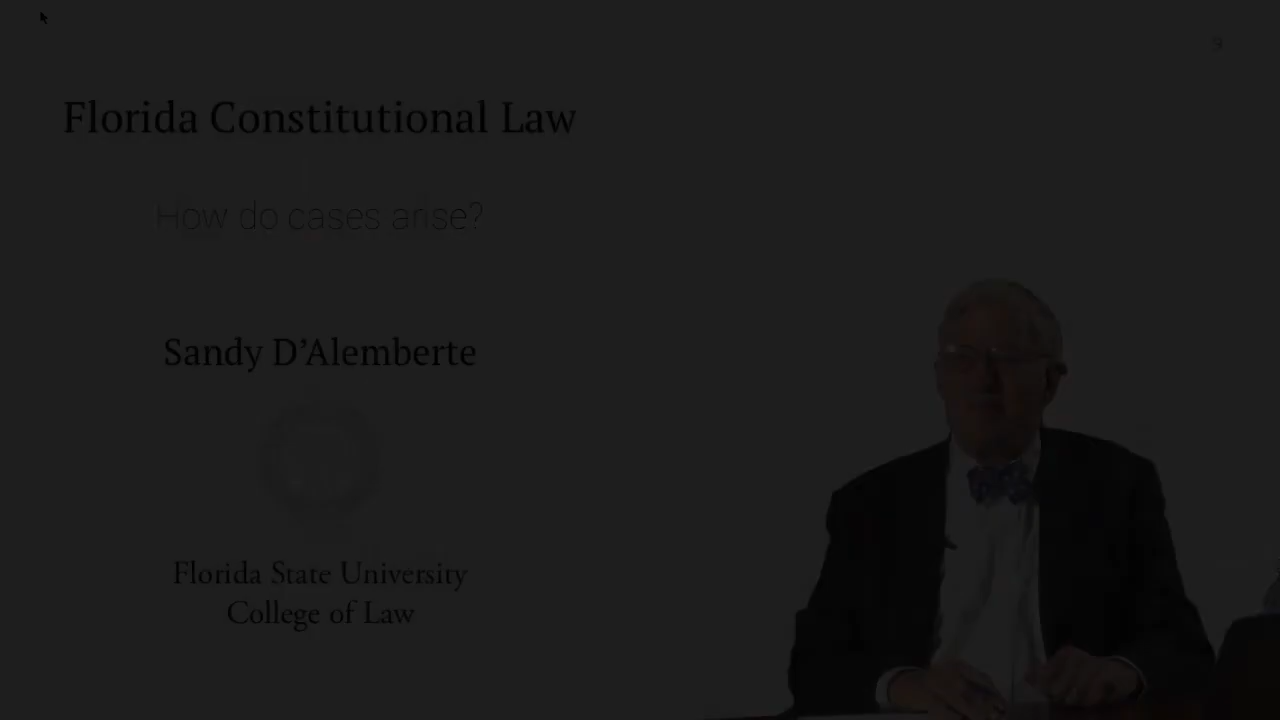 Florida Constitutional Law
How do cases arise?
Sandy D’Alemberte
Florida State University
College of Law